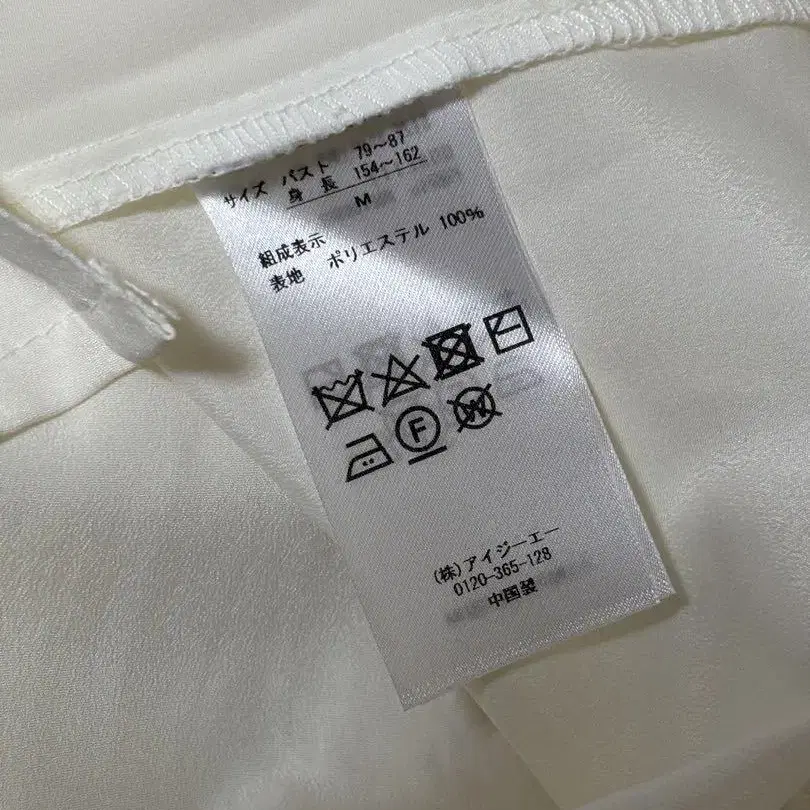 サイズ バスト 79～87
身長 154～162
M
組成表示
表地 ポリエステル 100%
F
W
(株)アイジーエー
0120-365-128
中国製